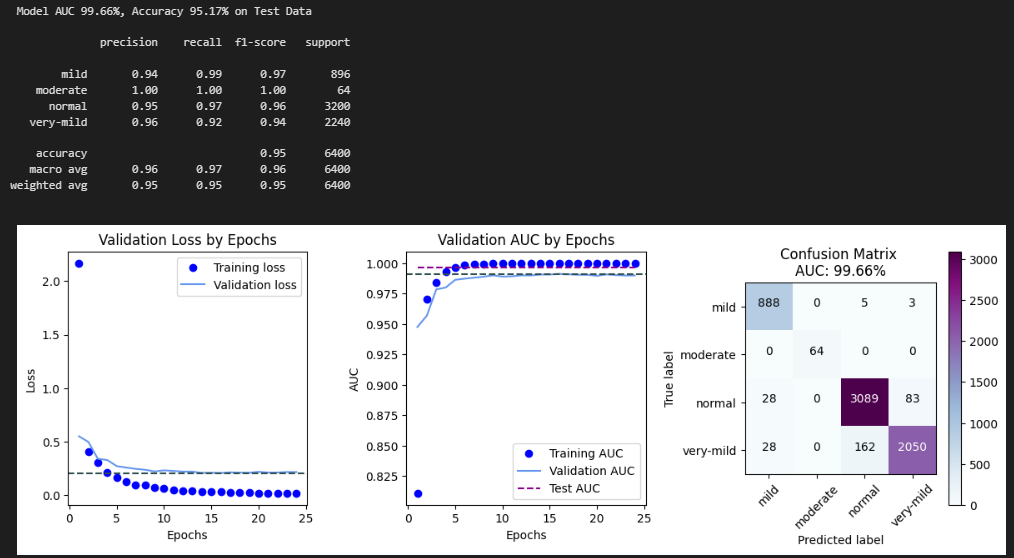 Model AUC 99.66%, Accuracy 95.17% on Test Data
precision recall f1-score support
mild 0.94 0.99 0.97 896
moderate 1.00 1.00 1.00 64
normal 0.95 0.97 0.96 3200
very-mild 0.96 0.92 0.94 2240
accuracy 0.95 6400
macro avg 0.96 0.97 0.96 6400
weighted avg 0.95 0.95 0.95 6400
Validation Loss by Epochs
Training loss
Validation loss
2.0
1.5
1.0
0.5
0.0
Loss
0 5 10 15 20 25
Epochs
Validation AUC by Epochs
1.000
0.975
0.950
0.925
0.900
0.875
0.850
0.825
AUC
Training AUC
Validation AUC
Test AUC
0 5 10 15 20 25
Epochs
Confusion Matrix
AUC: 99.66%
True label
mild 888 0 5 3
moderate 0 64 0 0
normal 28 0 3089 83
very-mild 28 0 162 2050
mild moderate normal very-mild
Predicted label
3000
2500
2000
1500
1000
500
0